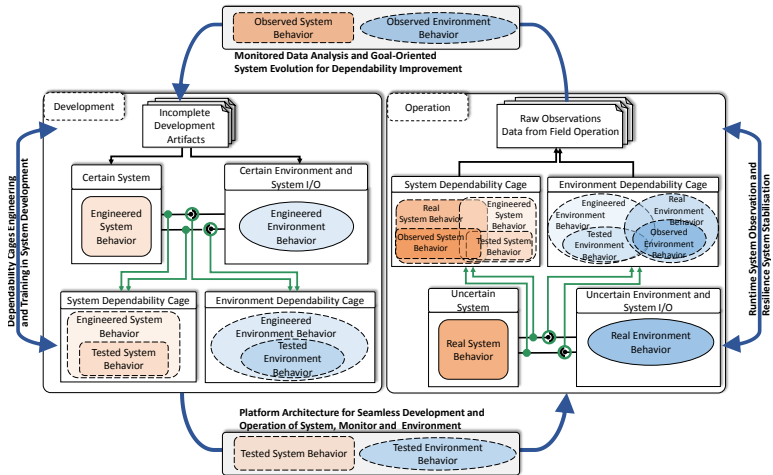 Observed System
Behavior
Observed Environment
Behavior
Monitored Data Analysis and Goal-Oriented
System Evolution for Dependability Improvement
Dependability Cages Engineering
and Training in System Development
Development
Incomplete
Development
Artifacts
Certain System
Engineered
System
Behavior
Certain Environment and
System I/O
Engineered
Environment
Behavior
System Dependability Cage
Engineered System
Behavior
Tested System
Behavior
Environment Dependability Cage
Engineered
Environment Behavior
Tested
Environment
Behavior
Operation
Raw Observations
Data from Field Operation
System Dependability Cage
Real
System Behavior
Engineered
System
Behavior
Observed System
Behavior
Tested System
Behavior
Environment Dependability Cage
Engineered
Environment
Behavior
Real
Environment
Behavior
Tested
Environment
Behavior
Observed
Environment
Behavior
Uncertain
System
Real System
Behavior
Uncertain Environment and
System I/O
Real Environment
Behavior
Runtime System Observation and
Resilience System Stabilisation
Platform Architecture for Seamless Development and
Operation of System, Monitor and Environment
Tested System Behavior
Tested Environment
Behavior